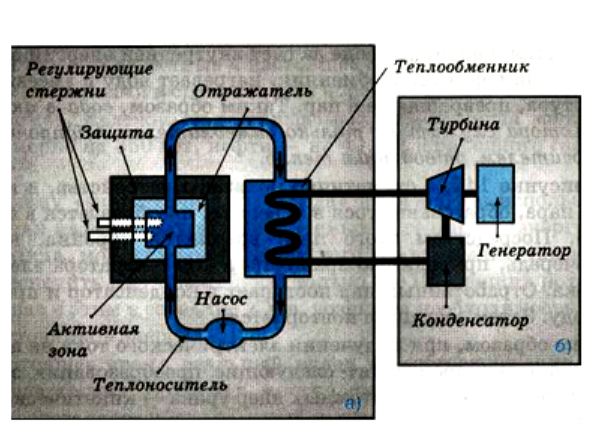 Регулирующие
стержни
Отражатель
Теплообменник
Защита
Турбина
Генератор
Насос
Конденсатор
Активная
зона
Теплоноситель
а)
б)